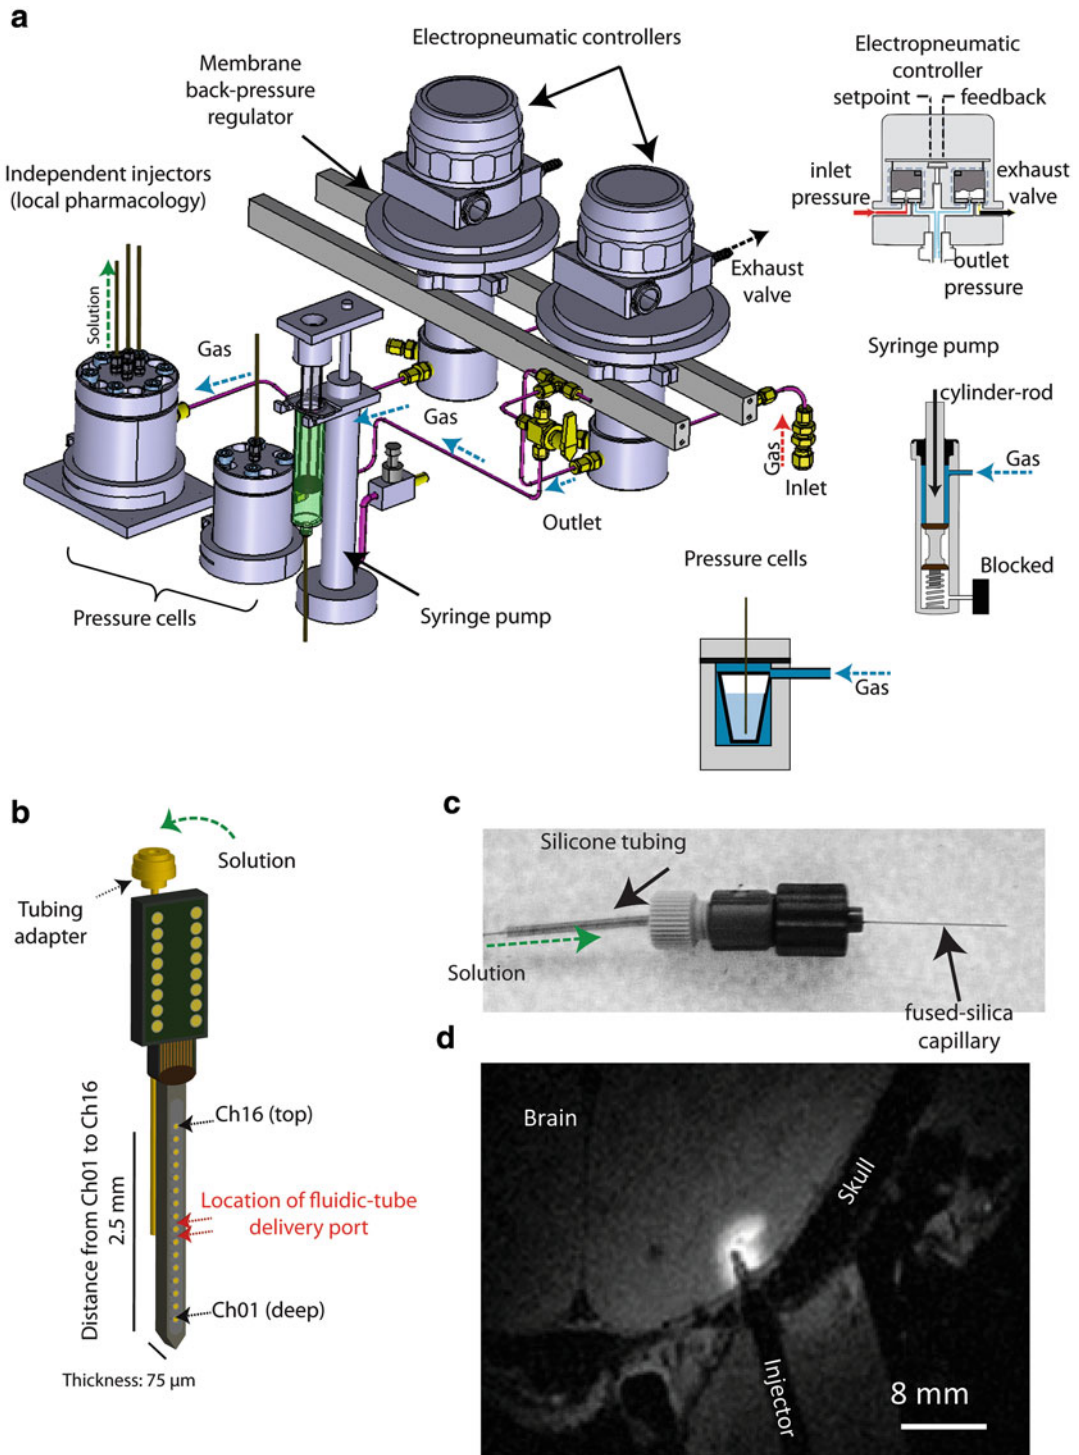 a
Electropneumatic controllers
Membrane
back-pressure
regulator
Independent injectors
(local pharmacology)
Solution
Gas
Gas
Exhaust
valve
Gas
Inlet
Outlet
Pressure cells
Syringe pump
Electropneumatic
controller
setpoint feedback
inlet
pressure
exhaust
valve
outlet
pressure
Syringe pump
cylinder-rod
Gas
Blocked
Pressure cells
Gas
b
Solution
Tubing
adapter
Distance from Ch01 to Ch16
2.5 mm
Ch16 (top)
Location of fluidic-tube
delivery port
Ch01 (deep)
Thickness: 75 µm
c
Silicone tubing
Solution
fused-silica
capillary
d
Brain
Skull
Injector
8 mm